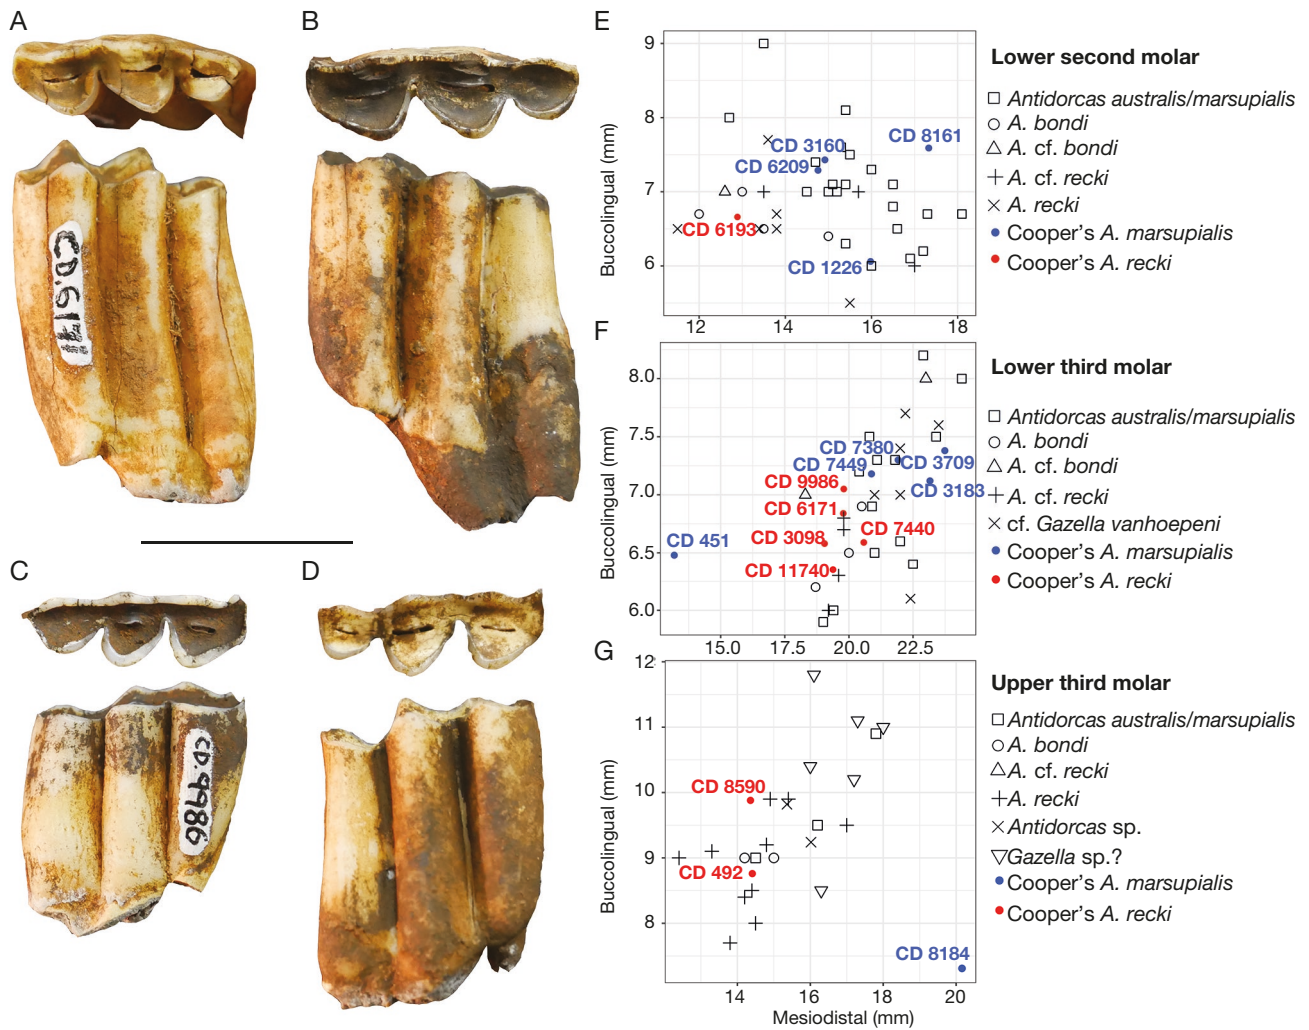 A
B
CD.6171
C
D
CD.9986
E
9
8
7
6
Buccolingual (mm)
CD 3160
CD 6209
CD 8161
CD 6193
CD 1226
12
14
16
18
Lower second molar
Antidorcas australis/marsupialis
A. bondi
A. cf. bondi
A. cf. recki
A. recki
Cooper's A. marsupialis
Cooper's A. recki
F
8.0
7.5
7.0
6.5
6.0
Buccolingual (mm)
CD 7380
CD 7449
CD 3709
CD 9986
CD 3183
CD 6171
CD 3098
CD 7440
CD 451
CD 11740
15.0
17.5
20.0
22.5
Lower third molar
Antidorcas australis/marsupialis
A. bondi
A. cf. bondi
A. cf. recki
cf. Gazella vanhoepeni
Cooper's A. marsupialis
Cooper's A. recki
G
12
11
10
9
8
Buccolingual (mm)
CD 8590
CD 492
CD 8184
14
16
18
20
Mesiodistal (mm)
Upper third molar
Antidorcas australis/marsupialis
A. bondi
A. cf. recki
A. recki
Antidorcas sp.
Gazella sp.?
Cooper's A. marsupialis
Cooper's A. recki